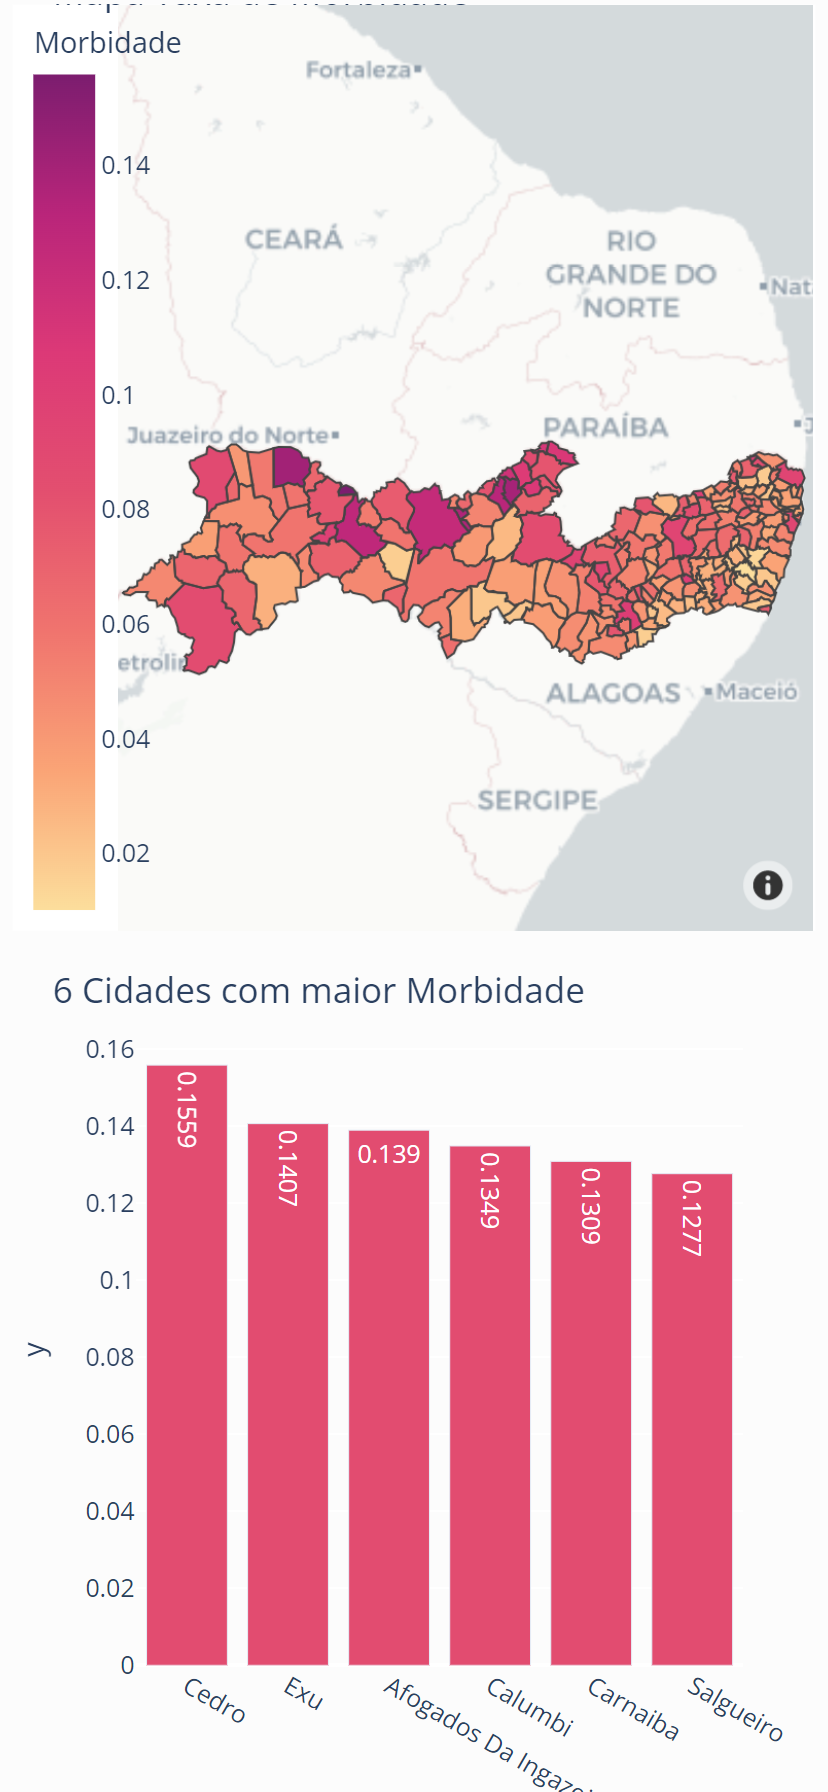 Morbidade
0.14
0.12
0.1
0.08
0.06
0.04
0.02
Fortaleza
CEARÁ
RIO
GRANDE DO
NORTE
Nat
Juazeiro do Norte
PARAÍBA
J
etrolin
ALAGOAS
Maceió
SERGIPE
6 Cidades com maior Morbidade
0.16
0.14
0.12
0.1
0.08
0.06
0.04
0.02
0
y
0.1559
0.1407
0.139
0.1349
0.1309
0.1277
Cedro
Exu
Afogados Da Ingazei
Calumbi
Carnaiba
Salgueiro